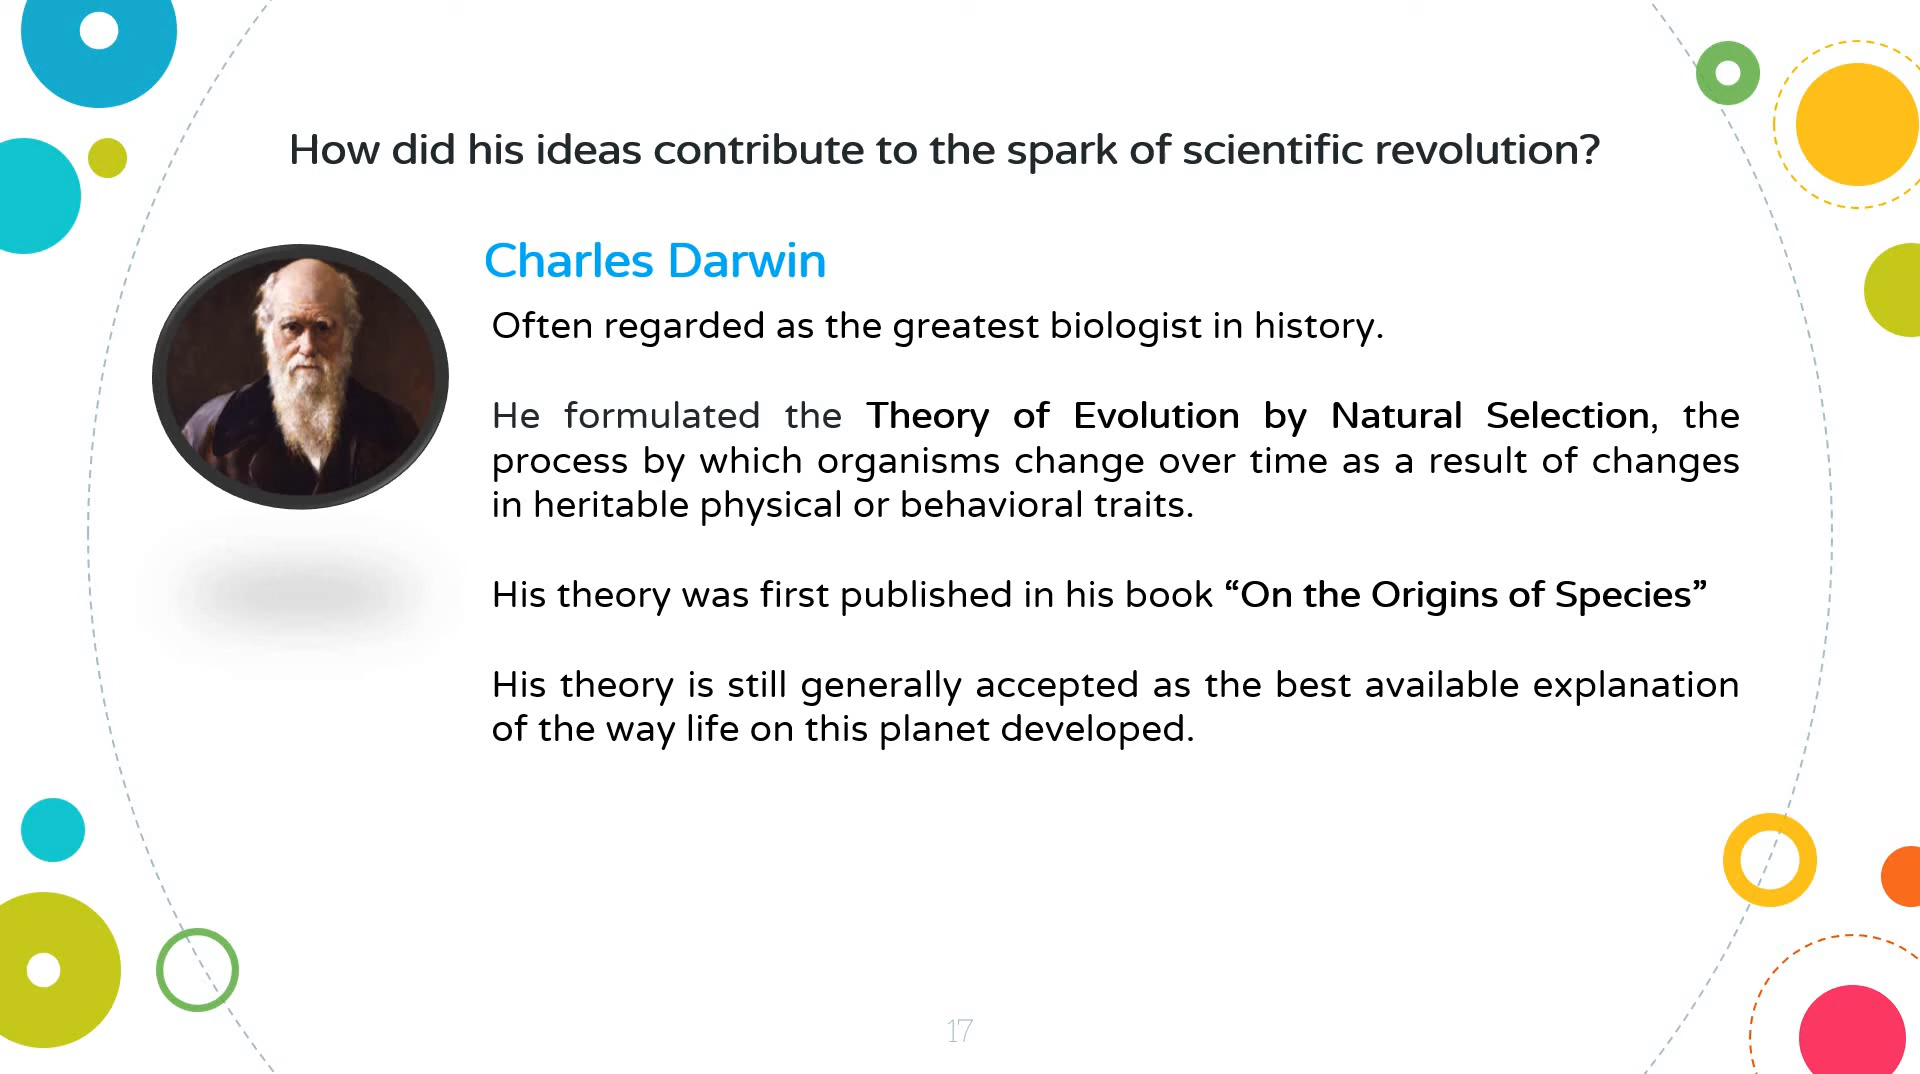 How did his ideas contribute to the spark of scientific revolution?
Charles Darwin
Often regarded as the greatest biologist in history.
He formulated the Theory of Evolution by Natural Selection, the
process by which organisms change over time as a result of changes
in heritable physical or behavioral traits.
His theory was first published in his book “On the Origins of Species”
His theory is still generally accepted as the best available explanation
of the way life on this planet developed.
17